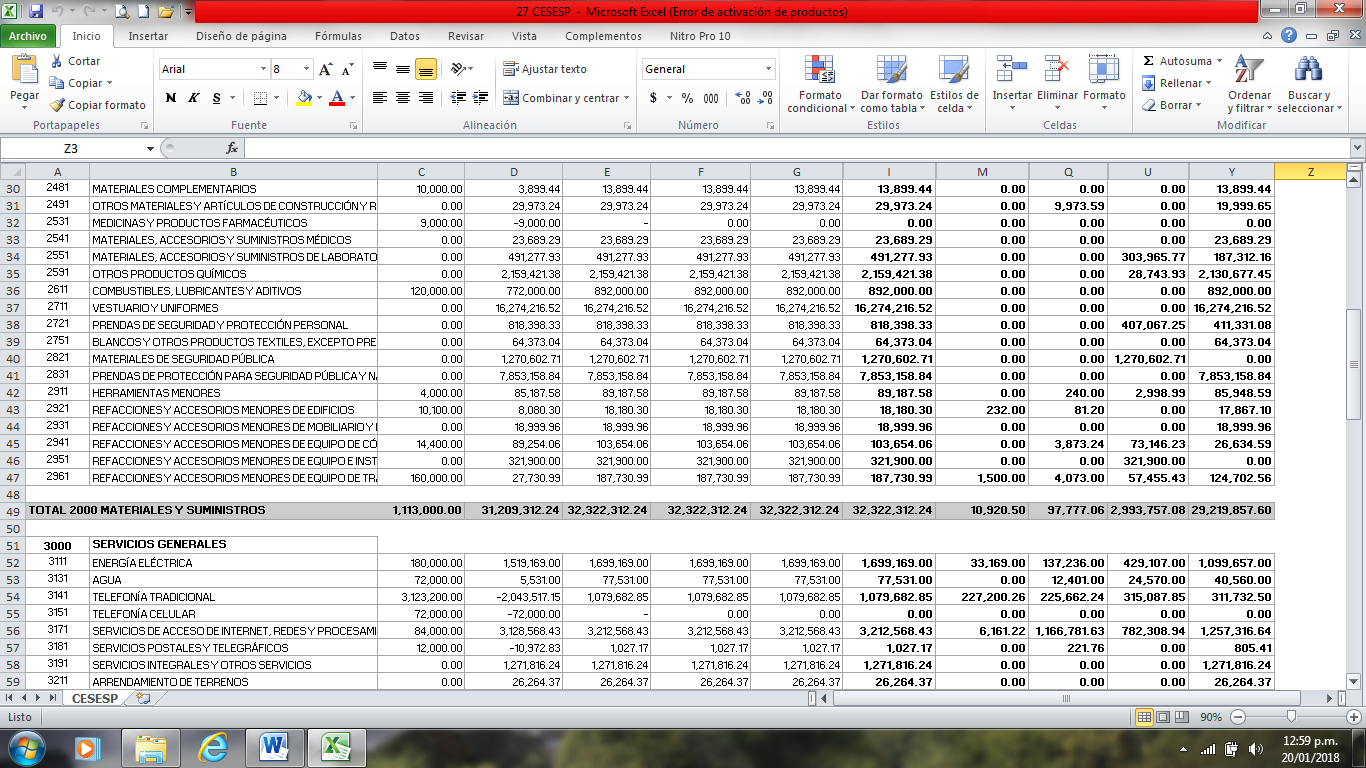 27 CESESP - Microsoft Excel (Error de activación de productos)
Archivo Inicio Insertar Diseño de página Fórmulas Datos Revisar Vista Complementos Nitro Pro 10
Pegar Cortar Copiar Copiar formato Portapapeles
Arial 8 N K S Fuente
Ajustar texto Combinar y centrar Alineación
General $ % 000 Número
Formato condicional Dar formato como tabla Estilos de celda Estilos
Insertar Eliminar Formato Celdas
Σ Autosuma Rellenar Borrar Ordenar y filtrar Buscar y seleccionar Modificar
Z3 fx
A B C D E F G I M Q U Y Z
30 2481 MATERIALES COMPLEMENTARIOS 10,000.00 3,899.44 13,899.44 13,899.44 13,899.44 13,899.44 0.00 0.00 0.00 13,899.44
31 2491 OTROS MATERIALES Y ARTÍCULOS DE CONSTRUCCIÓN Y R 0.00 29,973.24 29,973.24 29,973.24 29,973.24 29,973.24 0.00 9,973.59 0.00 19,999.65
32 2531 MEDICINAS Y PRODUCTOS FARMACÉUTICOS 9,000.00 -9,000.00 - 0.00 0.00 0.00 0.00 0.00 0.00 0.00
33 2541 MATERIALES, ACCESORIOS Y SUMINISTROS MÉDICOS 0.00 23,689.29 23,689.29 23,689.29 23,689.29 23,689.29 0.00 0.00 0.00 23,689.29
34 2551 MATERIALES, ACCESORIOS Y SUMINISTROS DE LABORATO 0.00 491,277.93 491,277.93 491,277.93 491,277.93 491,277.93 0.00 0.00 303,965.77 187,312.16
35 2591 OTROS PRODUCTOS QUÍMICOS 0.00 2,159,421.38 2,159,421.38 2,159,421.38 2,159,421.38 2,159,421.38 0.00 0.00 28,743.93 2,130,677.45
36 2611 COMBUSTIBLES, LUBRICANTES Y ADITIVOS 120,000.00 772,000.00 892,000.00 892,000.00 892,000.00 892,000.00 0.00 0.00 0.00 892,000.00
37 2711 VESTUARIO Y UNIFORMES 0.00 16,274,216.52 16,274,216.52 16,274,216.52 16,274,216.52 16,274,216.52 0.00 0.00 0.00 16,274,216.52
38 2721 PRENDAS DE SEGURIDAD Y PROTECCIÓN PERSONAL 0.00 818,398.33 818,398.33 818,398.33 818,398.33 818,398.33 0.00 0.00 407,067.25 411,331.08
39 2751 BLANCOS Y OTROS PRODUCTOS TEXTILES, EXCEPTO PRE 0.00 64,373.04 64,373.04 64,373.04 64,373.04 64,373.04 0.00 0.00 0.00 64,373.04
40 2821 MATERIALES DE SEGURIDAD PÚBLICA 0.00 1,270,602.71 1,270,602.71 1,270,602.71 1,270,602.71 1,270,602.71 0.00 0.00 1,270,602.71 0.00
41 2831 PRENDAS DE PROTECCIÓN PARA SEGURIDAD PÚBLICA Y NA 0.00 7,853,158.84 7,853,158.84 7,853,158.84 7,853,158.84 7,853,158.84 0.00 0.00 0.00 7,853,158.84
42 2911 HERRAMIENTAS MENORES 4,000.00 85,187.58 89,187.58 89,187.58 89,187.58 89,187.58 0.00 240.00 2,998.99 85,948.59
43 2921 REFACCIONES Y ACCESORIOS MENORES DE EDIFICIOS 10,100.00 8,080.30 18,180.30 18,180.30 18,180.30 18,180.30 232.00 81.20 0.00 17,867.10
44 2931 REFACCIONES Y ACCESORIOS MENORES DE MOBILIARIO Y 0.00 18,999.96 18,999.96 18,999.96 18,999.96 18,999.96 0.00 0.00 0.00 18,999.96
45 2941 REFACCIONES Y ACCESORIOS MENORES DE EQUIPO DE CÓ 14,400.00 89,254.06 103,654.06 103,654.06 103,654.06 103,654.06 0.00 3,873.24 73,146.23 26,634.59
46 2951 REFACCIONES Y ACCESORIOS MENORES DE EQUIPO E INST 0.00 321,900.00 321,900.00 321,900.00 321,900.00 321,900.00 0.00 0.00 321,900.00 0.00
47 2961 REFACCIONES Y ACCESORIOS MENORES DE EQUIPO DE TRA 160,000.00 27,730.99 187,730.99 187,730.99 187,730.99 187,730.99 1,500.00 4,073.00 57,455.43 124,702.56
48
49 TOTAL 2000 MATERIALES Y SUMINISTROS 1,113,000.00 31,209,312.24 32,322,312.24 32,322,312.24 32,322,312.24 32,322,312.24 10,920.50 97,777.06 2,993,757.08 29,219,857.60
50
51 3000 SERVICIOS GENERALES
52 3111 ENERGÍA ELÉCTRICA 180,000.00 1,519,169.00 1,699,169.00 1,699,169.00 1,699,169.00 1,699,169.00 33,169.00 137,236.00 429,107.00 1,099,657.00
53 3131 AGUA 72,000.00 5,531.00 77,531.00 77,531.00 77,531.00 77,531.00 0.00 12,401.00 24,570.00 40,560.00
54 3141 TELEFONÍA TRADICIONAL 3,123,200.00 -2,043,517.15 1,079,682.85 1,079,682.85 1,079,682.85 1,079,682.85 227,200.26 225,662.24 315,087.85 311,732.50
55 3151 TELEFONÍA CELULAR 72,000.00 -72,000.00 - 0.00 0.00 0.00 0.00 0.00 0.00 0.00
56 3171 SERVICIOS DE ACCESO DE INTERNET, REDES Y PROCESAMI 84,000.00 3,128,568.43 3,212,568.43 3,212,568.43 3,212,568.43 3,212,568.43 6,161.22 1,166,781.63 782,308.94 1,257,316.64
57 3181 SERVICIOS POSTALES Y TELEGRÁFICOS 12,000.00 -10,972.83 1,027.17 1,027.17 1,027.17 1,027.17 0.00 221.76 0.00 805.41
58 3191 SERVICIOS INTEGRALES Y OTROS SERVICIOS 0.00 1,271,816.24 1,271,816.24 1,271,816.24 1,271,816.24 1,271,816.24 0.00 0.00 0.00 1,271,816.24
59 3211 ARRENDAMIENTO DE TERRENOS 0.00 26,264.37 26,264.37 26,264.37 26,264.37 26,264.37 0.00 0.00 0.00 26,264.37
CESESP
Listo 90%
12:59 p.m.
20/01/2018